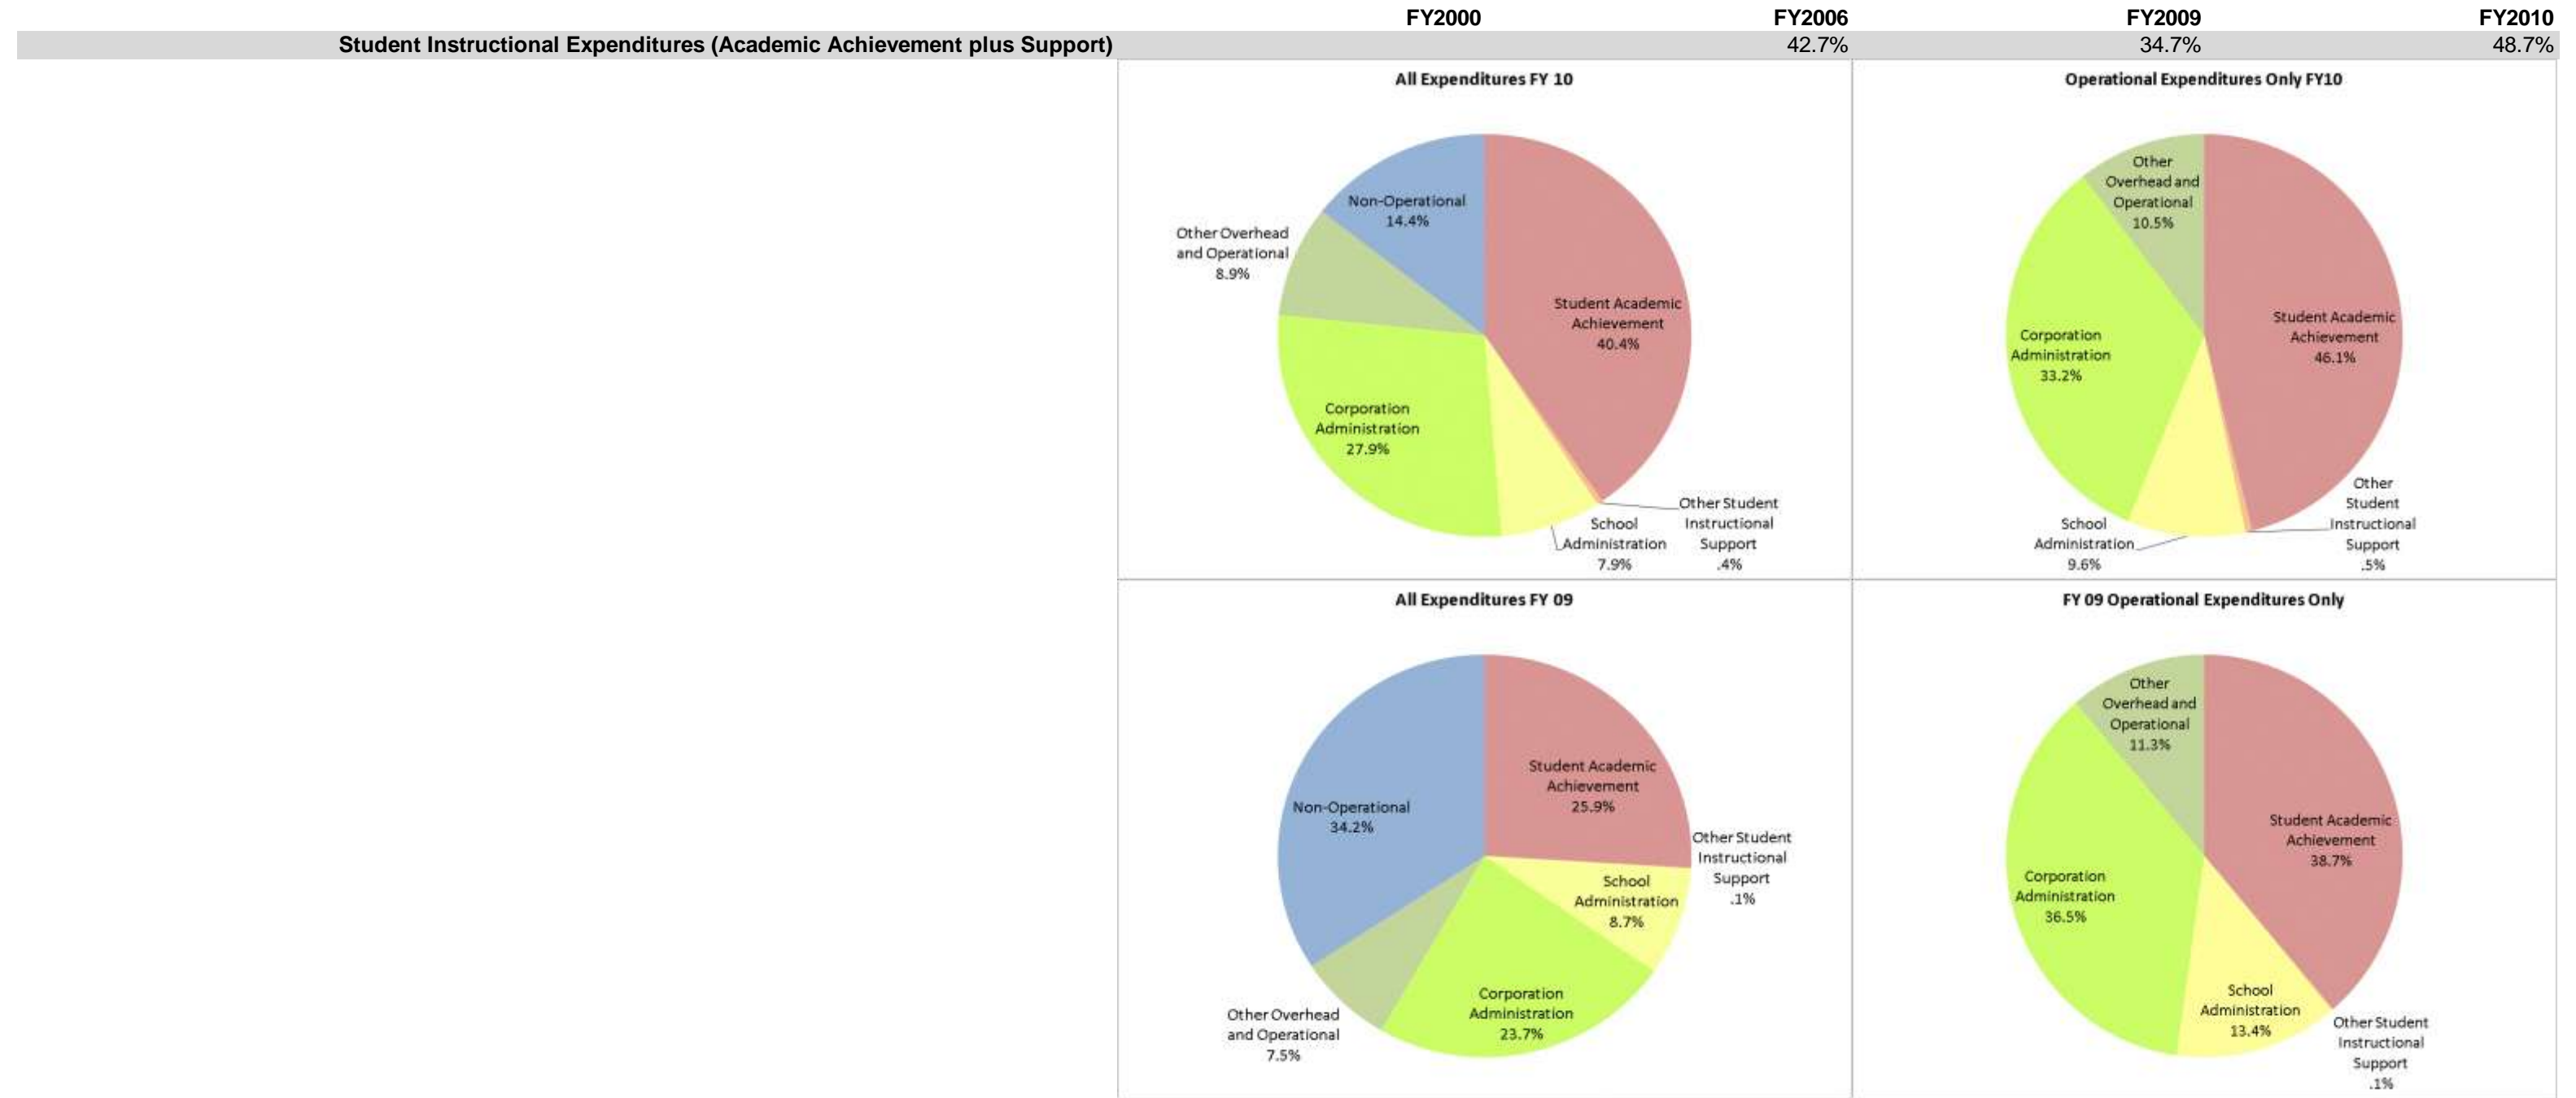 FY2000 FY2006 FY2009 FY2010
Student Instructional Expenditures (Academic Achievement plus Support) 42.7% 34.7% 48.7%
All Expenditures FY 10
Non-Operational
14.4%
Other Overhead
and Operational
8.9%
Student Academic
Achievement
40.4%
Corporation
Administration
27.9%
School
Administration
7.9%
Other Student
Instructional
Support
.4%
Operational Expenditures Only FY10
Other
Overhead and
Operational
10.5%
Student Academic
Achievement
46.1%
Corporation
Administration
33.2%
School
Administration
9.6%
Other
Student
Instructional
Support
.5%
All Expenditures FY 09
Student Academic
Achievement
25.9%
Non-Operational
34.2%
Other Student
Instructional
Support
.1%
School
Administration
8.7%
Corporation
Administration
23.7%
Other Overhead
and Operational
7.5%
FY 09 Operational Expenditures Only
Other
Overhead and
Operational
11.3%
Student Academic
Achievement
38.7%
Corporation
Administration
36.5%
School
Administration
13.4%
Other Student
Instructional
Support
.1%